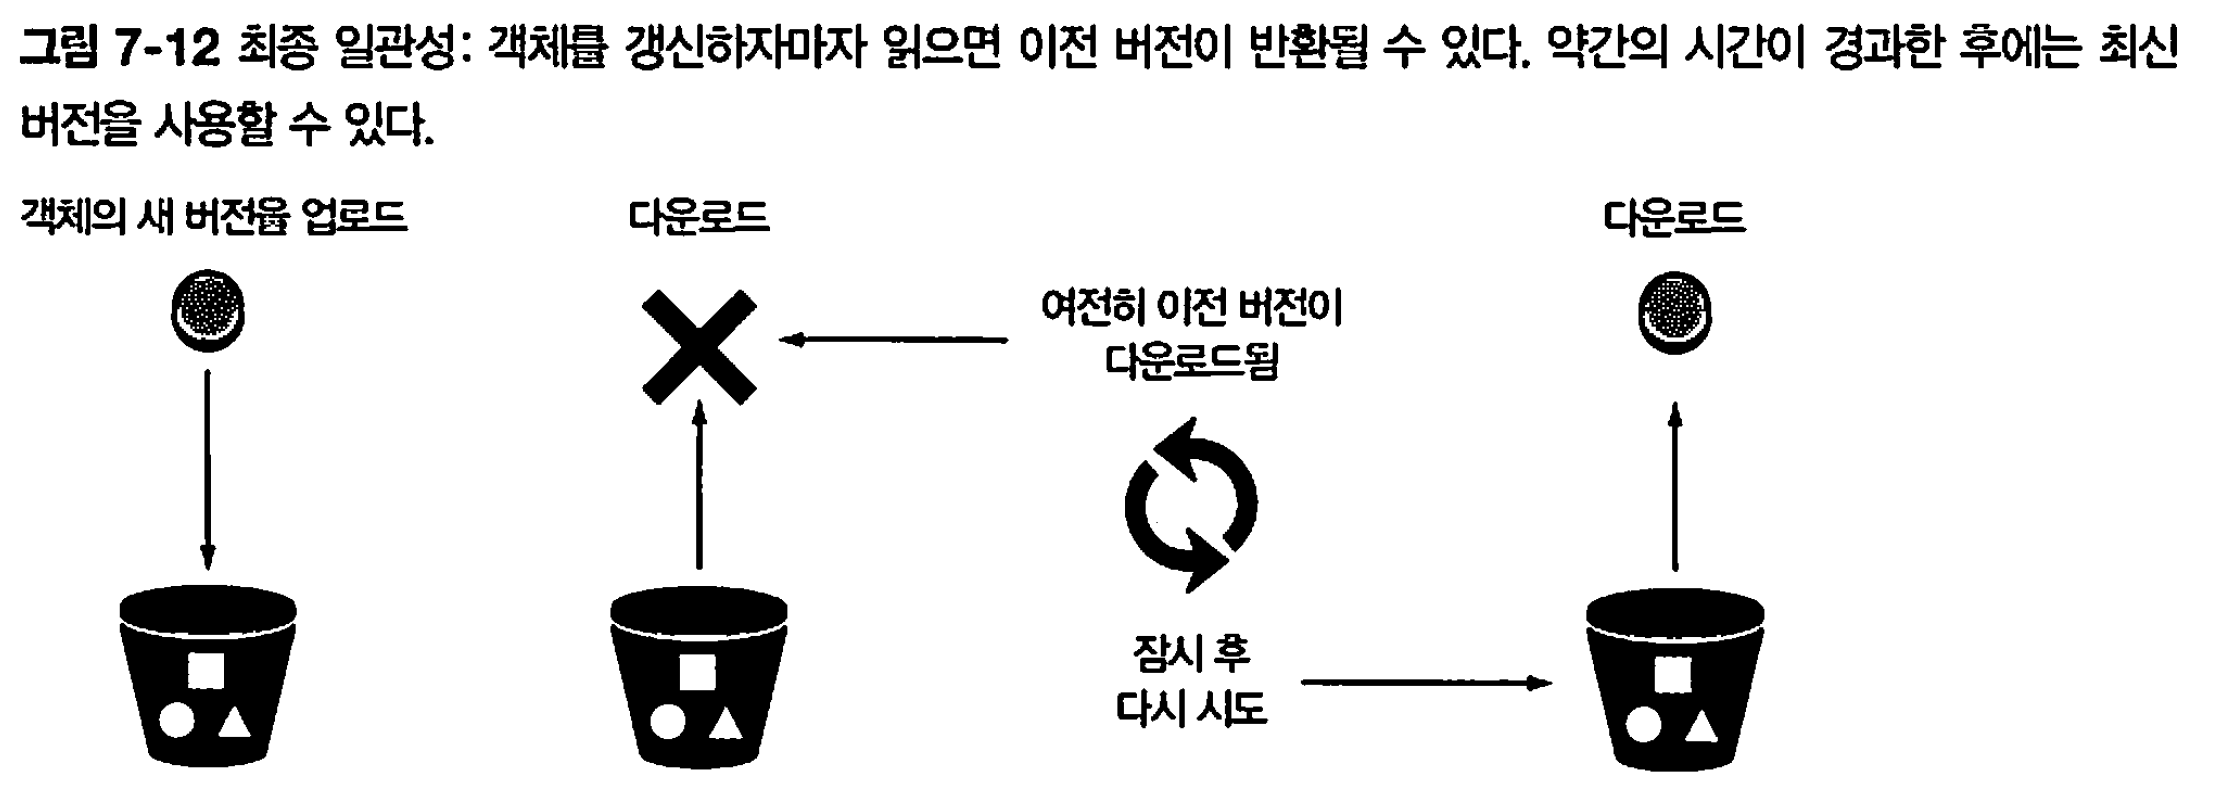 그림 7-12 최종 일관성: 객체를 갱신하자마자 읽으면 이전 버전이 반환될 수 있다. 약간의 시간이 경과한 후에는 최신
버전을 사용할 수 있다.
객체의 새 버전을 업로드
다운로드
다운로드
여전히 이전 버전이
다운로드됨
잠시 후
다시 시도